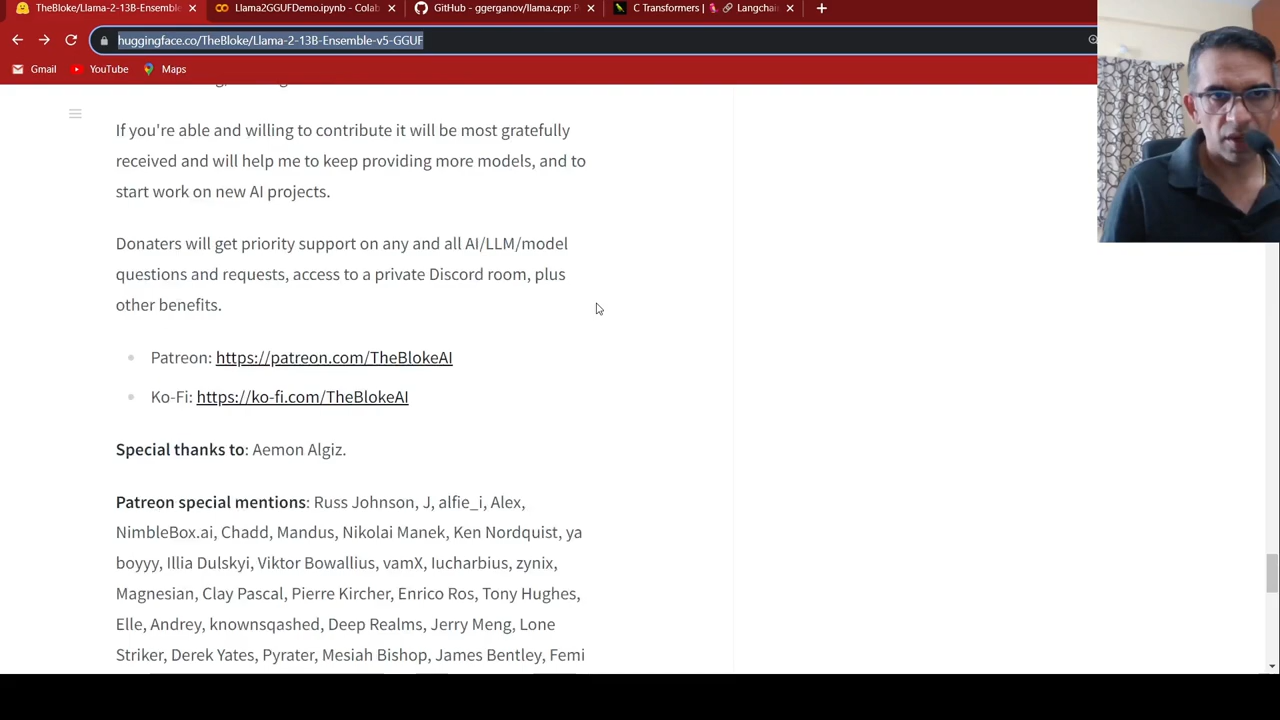 TheBloke/Llama-2-13B-Ensemble
Llama2GGUFDemo.ipynb - Colab
GitHub - ggerganov/llama.cpp: P
C Transformers | 🦜🔗 Langchain
huggingface.co/TheBloke/Llama-2-13B-Ensemble-v5-GGUF
Gmail
YouTube
Maps
If you're able and willing to contribute it will be most gratefully
received and will help me to keep providing more models, and to
start work on new AI projects.
Donaters will get priority support on any and all AI/LLM/model
questions and requests, access to a private Discord room, plus
other benefits.
Patreon: https://patreon.com/TheBlokeAI
Ko-Fi: https://ko-fi.com/TheBlokeAI
Special thanks to: Aemon Algiz.
Patreon special mentions: Russ Johnson, J, alfie_i, Alex,
NimbleBox.ai, Chadd, Mandus, Nikolai Manek, Ken Nordquist, ya
boyyy, Illia Dulskyi, Viktor Bowallius, vamX, Iucharbius, zynix,
Magnesian, Clay Pascal, Pierre Kircher, Enrico Ros, Tony Hughes,
Elle, Andrey, knownsqashed, Deep Realms, Jerry Meng, Lone
Striker, Derek Yates, Pyrater, Mesiah Bishop, James Bentley, Femi